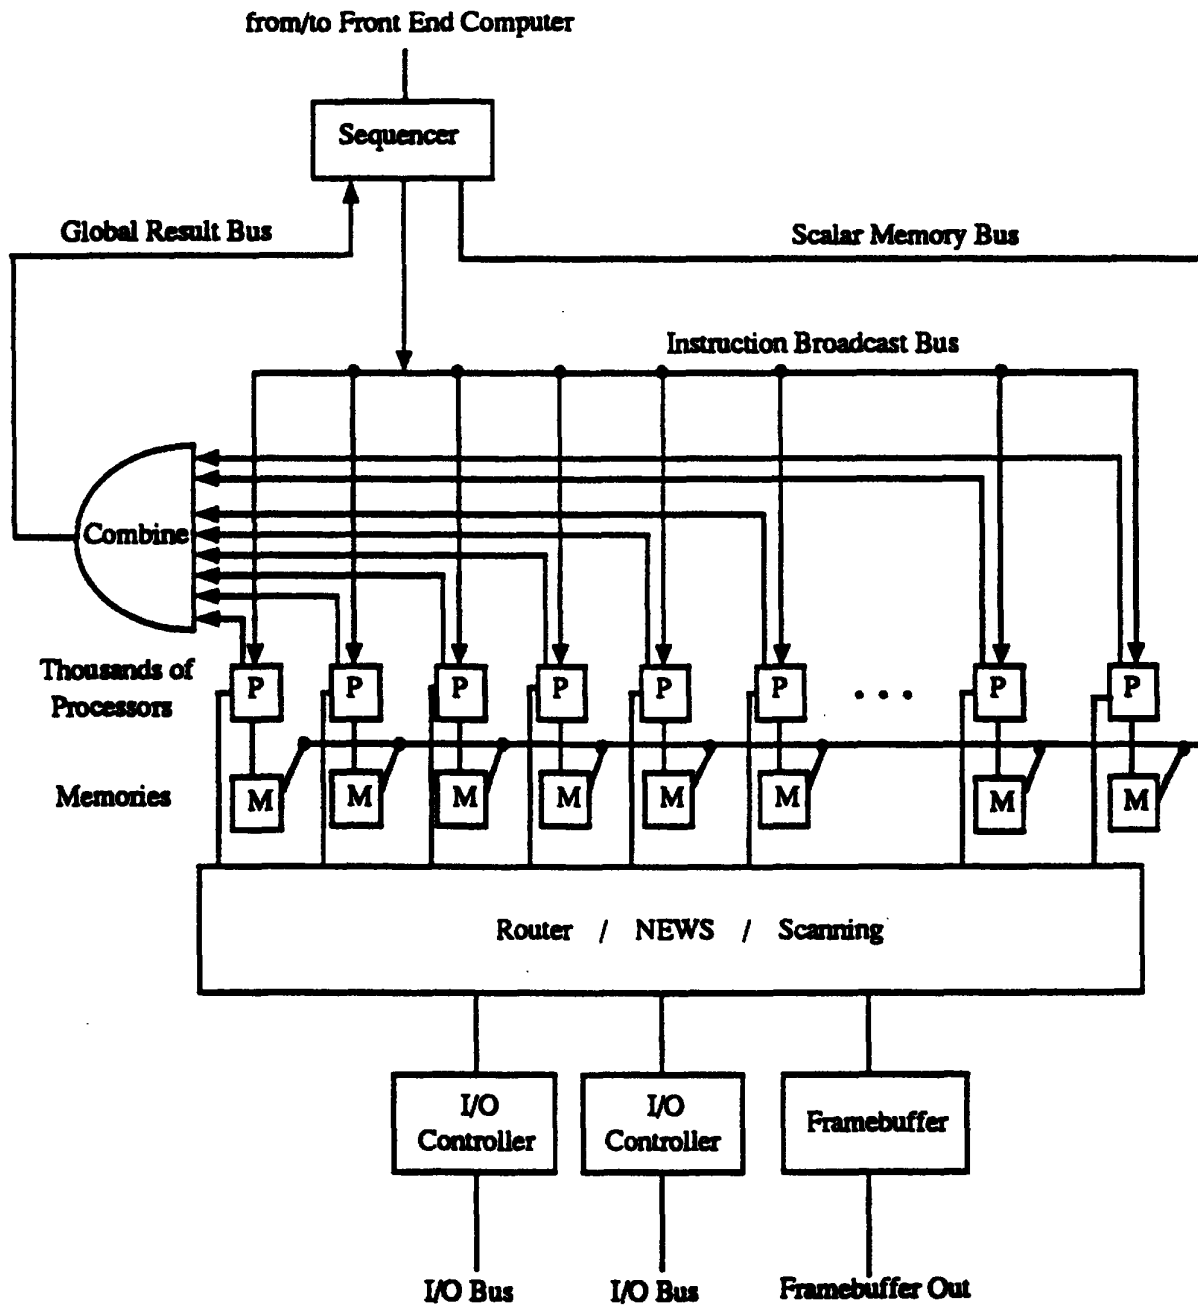 from/to Front End Computer
Sequencer
Global Result Bus
Scalar Memory Bus
Instruction Broadcast Bus
Combine
Thousands of
Processors
P P P P P P • • • P P
Memories
M M M M M M M M
Router / NEWS / Scanning
I/O
Controller
I/O
Controller
Framebuffer
I/O Bus
I/O Bus
Framebuffer Out